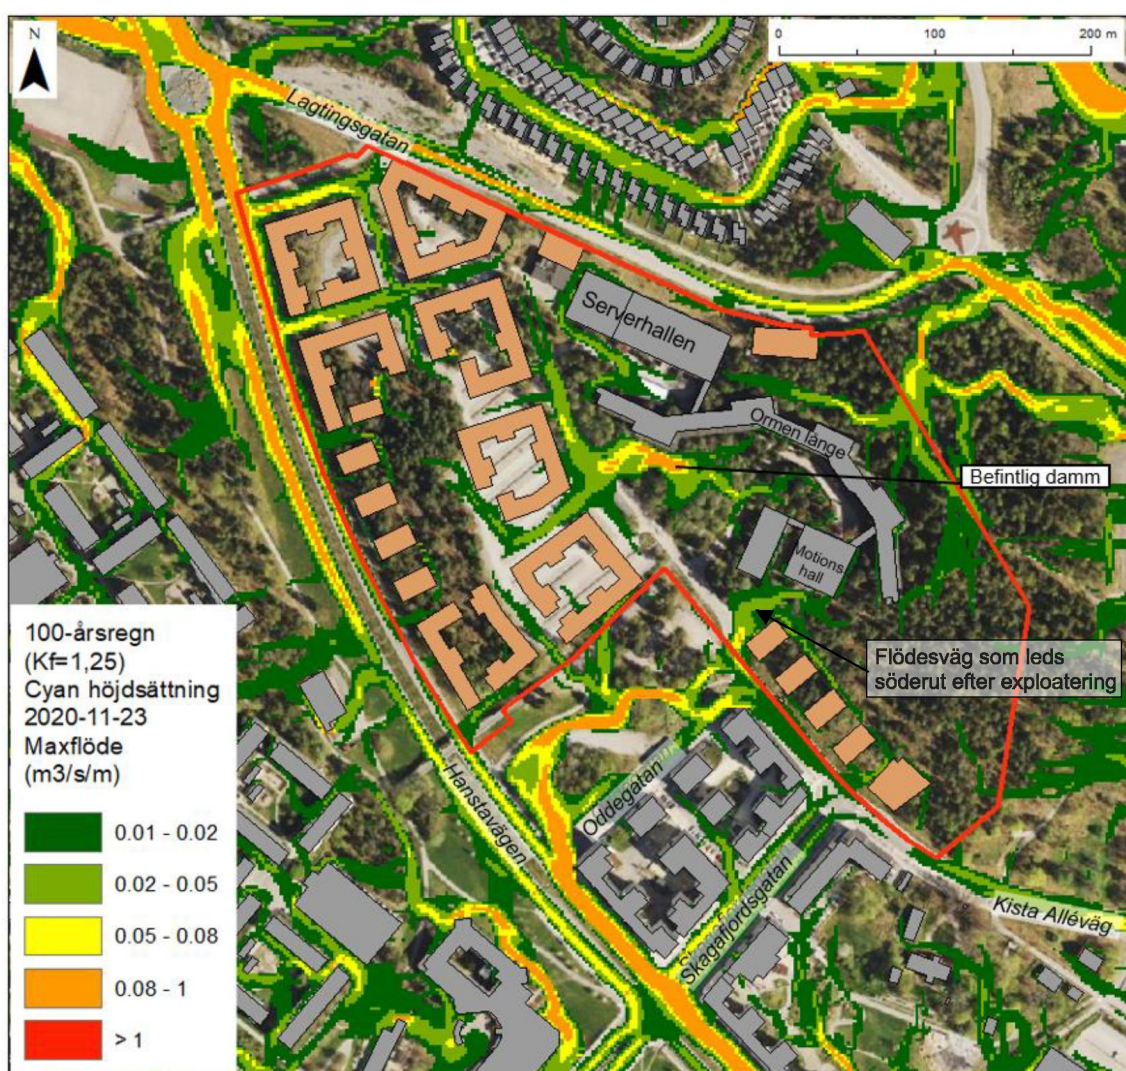 N
0 100 200 m
Lagtingsgatan
Serverhallen
Ormen länge
Befintlig damm
Motions
hall
Flödesväg som leds
söderut efter exploatering
100-årsregn
(Kf=1,25)
Cyan höjdsättning
2020-11-23
Maxflöde
(m3/s/m)
0.01 - 0.02
0.02 - 0.05
0.05 - 0.08
0.08 - 1
> 1
Hanstavägen
Oddegatan
Skagafjordsgatan
Kista Alléväg